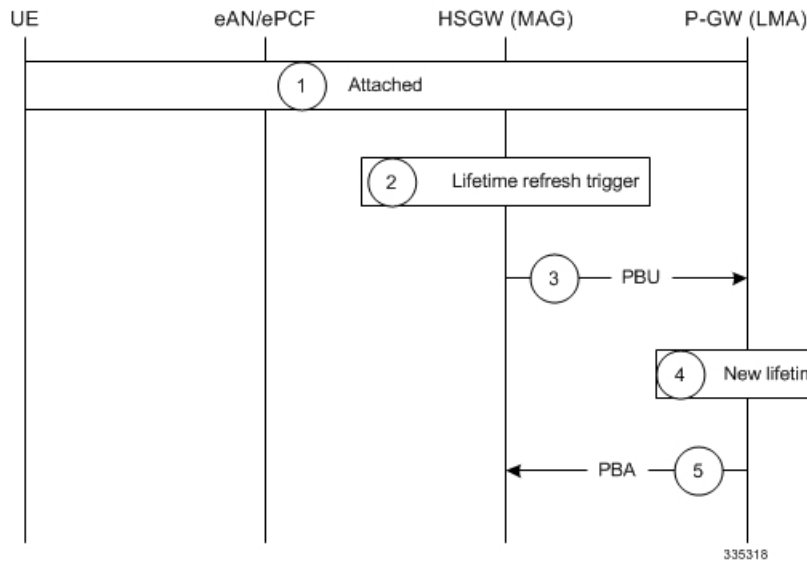 UE eAN/ePCF HSGW (MAG) P-GW (LMA)
1 Attached
2 Lifetime refresh trigger
3 PBU
4 New
PBA 5
335318